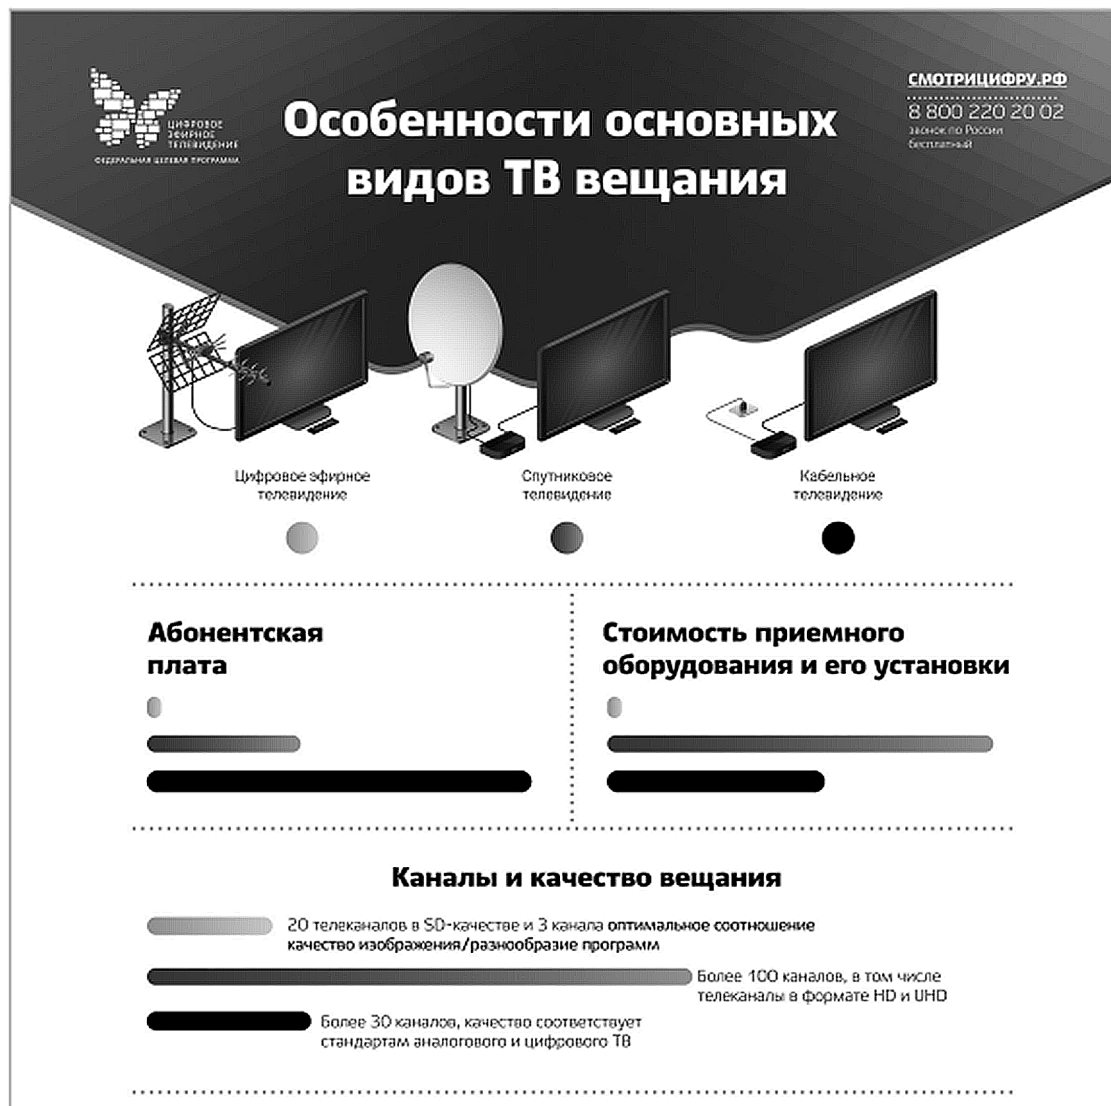 ЦИФРОВОЕ
ЭФИРНОЕ
ТЕЛЕВИДЕНИЕ
ФЕДЕРАЛЬНАЯ ЦЕЛЕВАЯ ПРОГРАММА
СМОТРИЦИФРУ.РФ
8 800 220 20 02
звонок по России
бесплатный
Особенности основных
видов ТВ вещания
Цифровое эфирное
телевидение
Спутниковое
телевидение
Кабельное
телевидение
Абонентская
плата
Стоимость приемного
оборудования и его установки
Каналы и качество вещания
20 телеканалов в SD-качестве и 3 канала оптимальное соотношение
качество изображения/разнообразие программ
Более 100 каналов, в том числе
телеканалы в формате HD и UHD
Более 30 каналов, качество соответствует
стандартам аналогового и цифрового ТВ